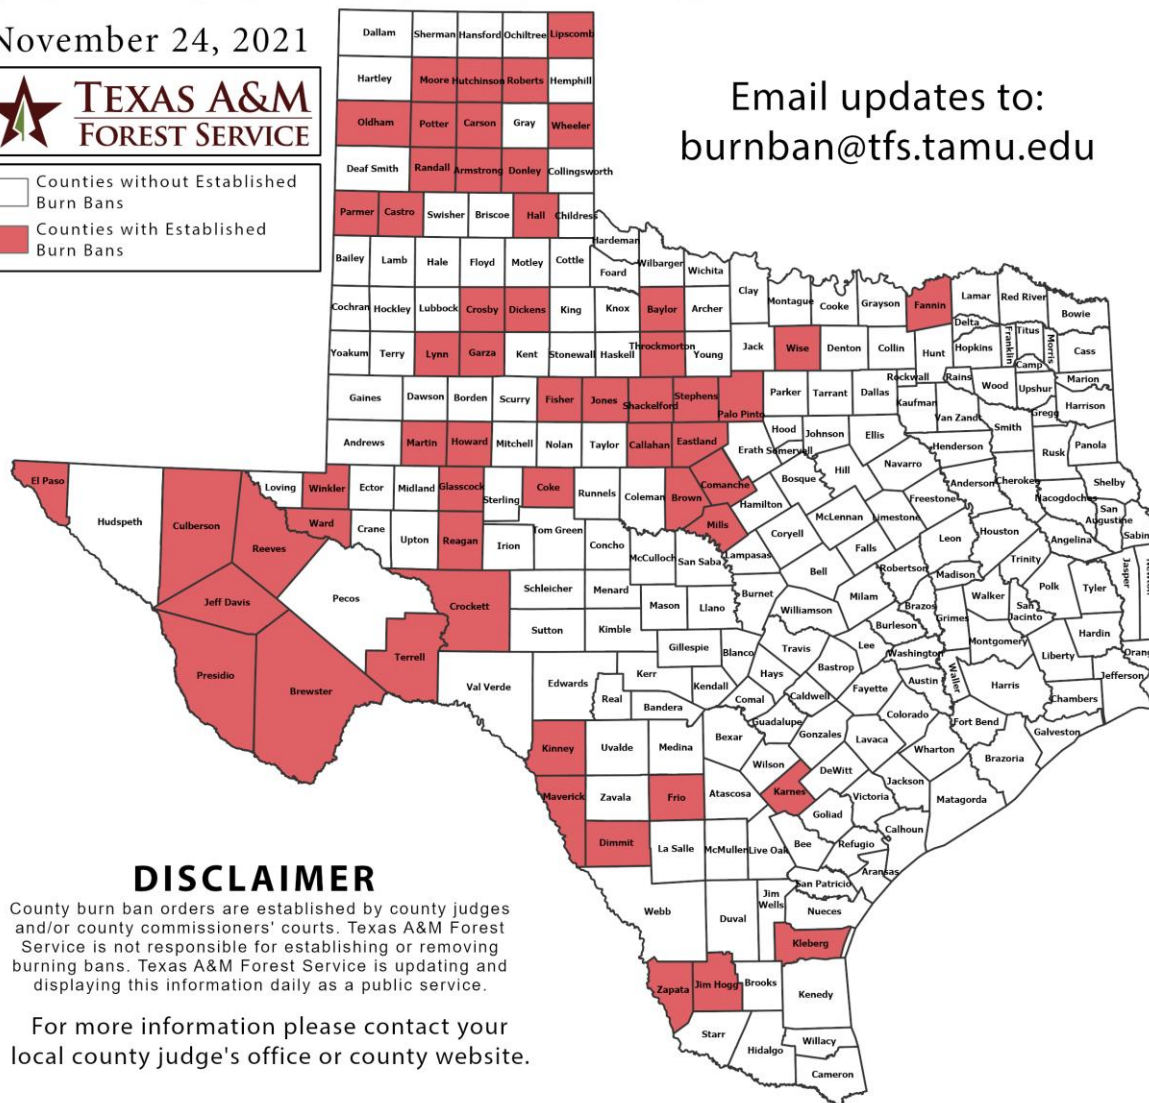 November 24, 2021
TEXAS A&M
FOREST SERVICE
Counties without Established
Burn Bans
Counties with Established
Burn Bans
Email updates to:
burnban@tfs.tamu.edu
Dallam Sherman Hansford Ochiltree Lipscomb
Hartley Moore Hutchinson Roberts Hemphill
Oldham Potter Carson Gray Wheeler
Deaf Smith Randall Armstrong Donley Collingsworth
Parmer Castro Swisher Briscoe Hall Childress
Hardeman
Bailey Lamb Hale Floyd Motley Cottle Foard Wilbarger Wichita
Clay Montague Cooke Grayson Fannin Lamar Red River Bowie
Cochran Hockley Lubbock Crosby Dickens King Knox Baylor Archer
Delta Titus Franklin Morris
Yoakum Terry Lynn Garza Kent Stonewall Haskell Throckmorton Young Jack Wise Denton Collin Hunt Hopkins Camp Cass
Rockwall Rains Wood Upshur Marion
Gaines Dawson Borden Scurry Fisher Jones Shackelford Stephens Palo Pinto Parker Tarrant Dallas Kaufman Van Zandt Gregg Harrison
Andrews Martin Howard Mitchell Nolan Taylor Callahan Eastland Erath Hood Somervell Johnson Ellis Henderson Smith Rusk Panola
El Paso Hudspeth Culberson Loving Winkler Ector Midland Glasscock Sterling Coke Runnels Coleman Brown Comanche Hamilton Bosque Hill Navarro Freestone Anderson Cherokee Nacogdoches Shelby
Reeves Ward Crane Upton Reagan Irion Tom Green Concho McCulloch San Saba Mills Lampasas Coryell McLennan Limestone Leon Houston Angelina San Augustine
Jeff Davis Pecos Crockett Schleicher Menard Mason Llano Burnet Bell Falls Robertson Madison Trinity Polk Tyler Jasper
Presidio Brewster Terrell Sutton Kimble Gillespie Blanco Williamson Milam Brazos Grimes Walker San Jacinto Hardin
Travis Lee Burleson Washington Montgomery Liberty
Val Verde Edwards Real Kerr Bandera Kendall Comal Hays Caldwell Bastrop Fayette Austin Waller Harris Chambers Jefferson
Kinney Uvalde Medina Bexar Guadalupe Gonzales Lavaca Colorado Wharton Fort Bend Brazoria Galveston
Maverick Zavala Frio Atascosa Wilson Karnes DeWitt Victoria Jackson Matagorda
Dimmit La Salle McMullen Live Oak Bee Goliad Refugio Calhoun Aransas
Webb Duval Jim Wells San Patricio Nueces
Kleberg
Zapata Jim Hogg Brooks Kenedy
Starr Hidalgo Willacy
Cameron
DISCLAIMER
County burn ban orders are established by county judges
and/or county commissioners' courts. Texas A&M Forest
Service is not responsible for establishing or removing
burning bans. Texas A&M Forest Service is updating and
displaying this information daily as a public service.
For more information please contact your
local county judge's office or county website.